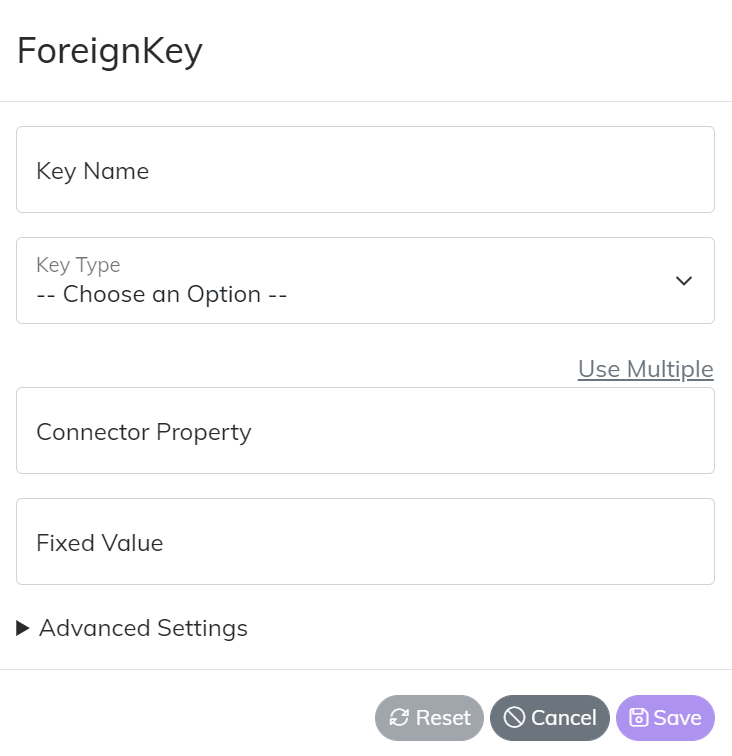 ForeignKey
Key Name
Key Type
-- Choose an Option --
Use Multiple
Connector Property
Fixed Value
Advanced Settings
Reset Cancel Save